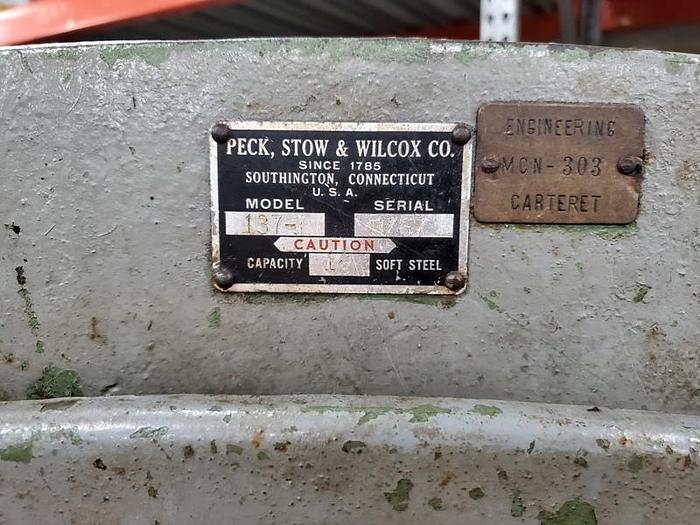 PECK, STOW & WILCOX CO.
SINCE 1785
SOUTHINGTON, CONNECTICUT
U. S. A.
MODEL SERIAL
CAUTION
CAPACITY SOFT STEEL
ENGINEERING
MCN-303
CARTERET